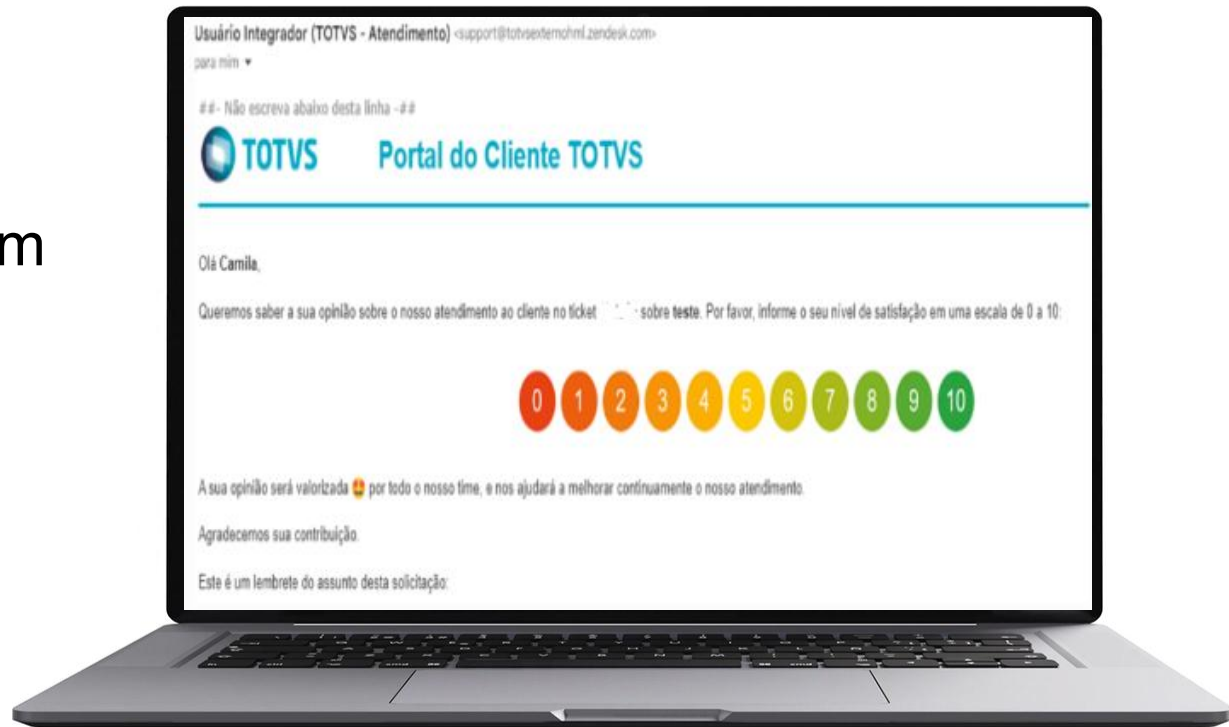 Usuário Integrador (TOTVS - Atendimento) <support@totvsexternohml.zendesk.com>
para mim
##- Não escreva abaixo desta linha -##
TOTVS Portal do Cliente TOTVS
m
Olá Camila,
Queremos saber a sua opinião sobre o nosso atendimento ao cliente no ticket sobre teste. Por favor, informe o seu nível de satisfação em uma escala de 0 a 10:
0 1 2 3 4 5 6 7 8 9 10
A sua opinião será valorizada 🤩 por todo o nosso time, e nos ajudará a melhorar continuamente o nosso atendimento.
Agradecemos sua contribuição.
Este é um lembrete do assunto desta solicitação: